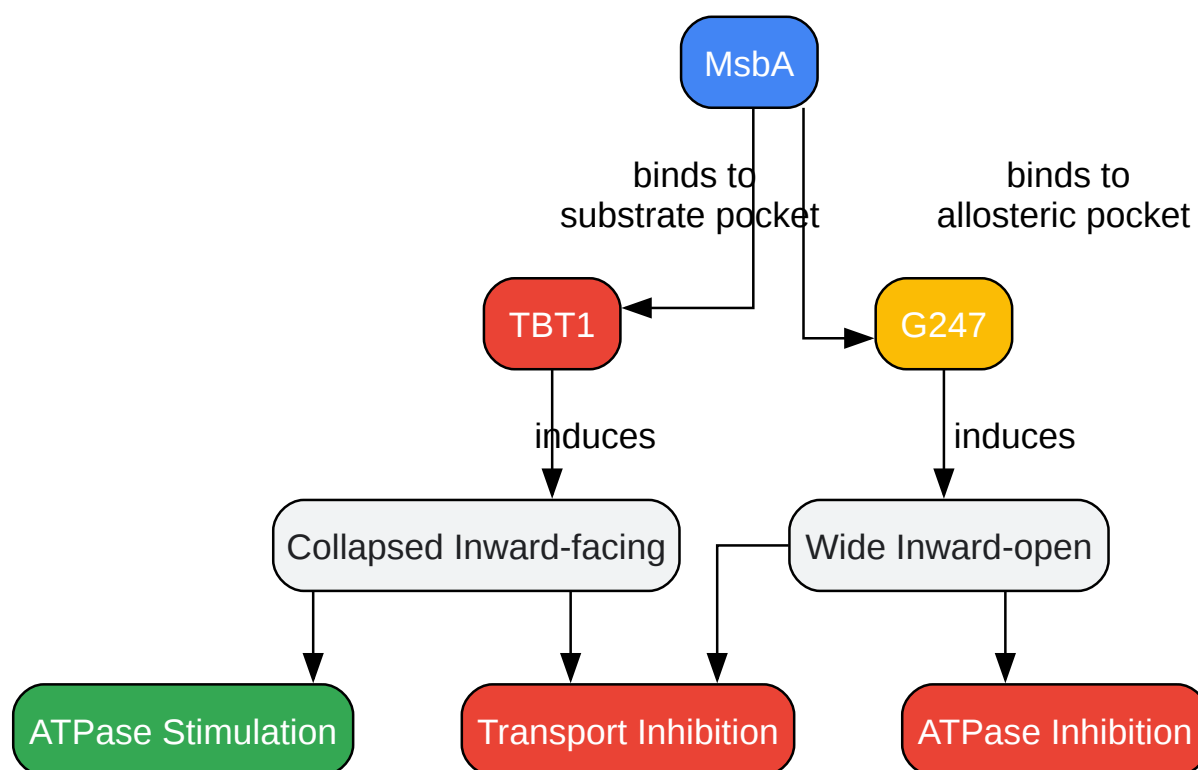 MsbA
binds to
substrate pocket
binds to
allosteric pocket
TBT1
G247
induces
induces
Collapsed Inward-facing
Wide Inward-open
ATPase Stimulation
Transport Inhibition
ATPase Inhibition